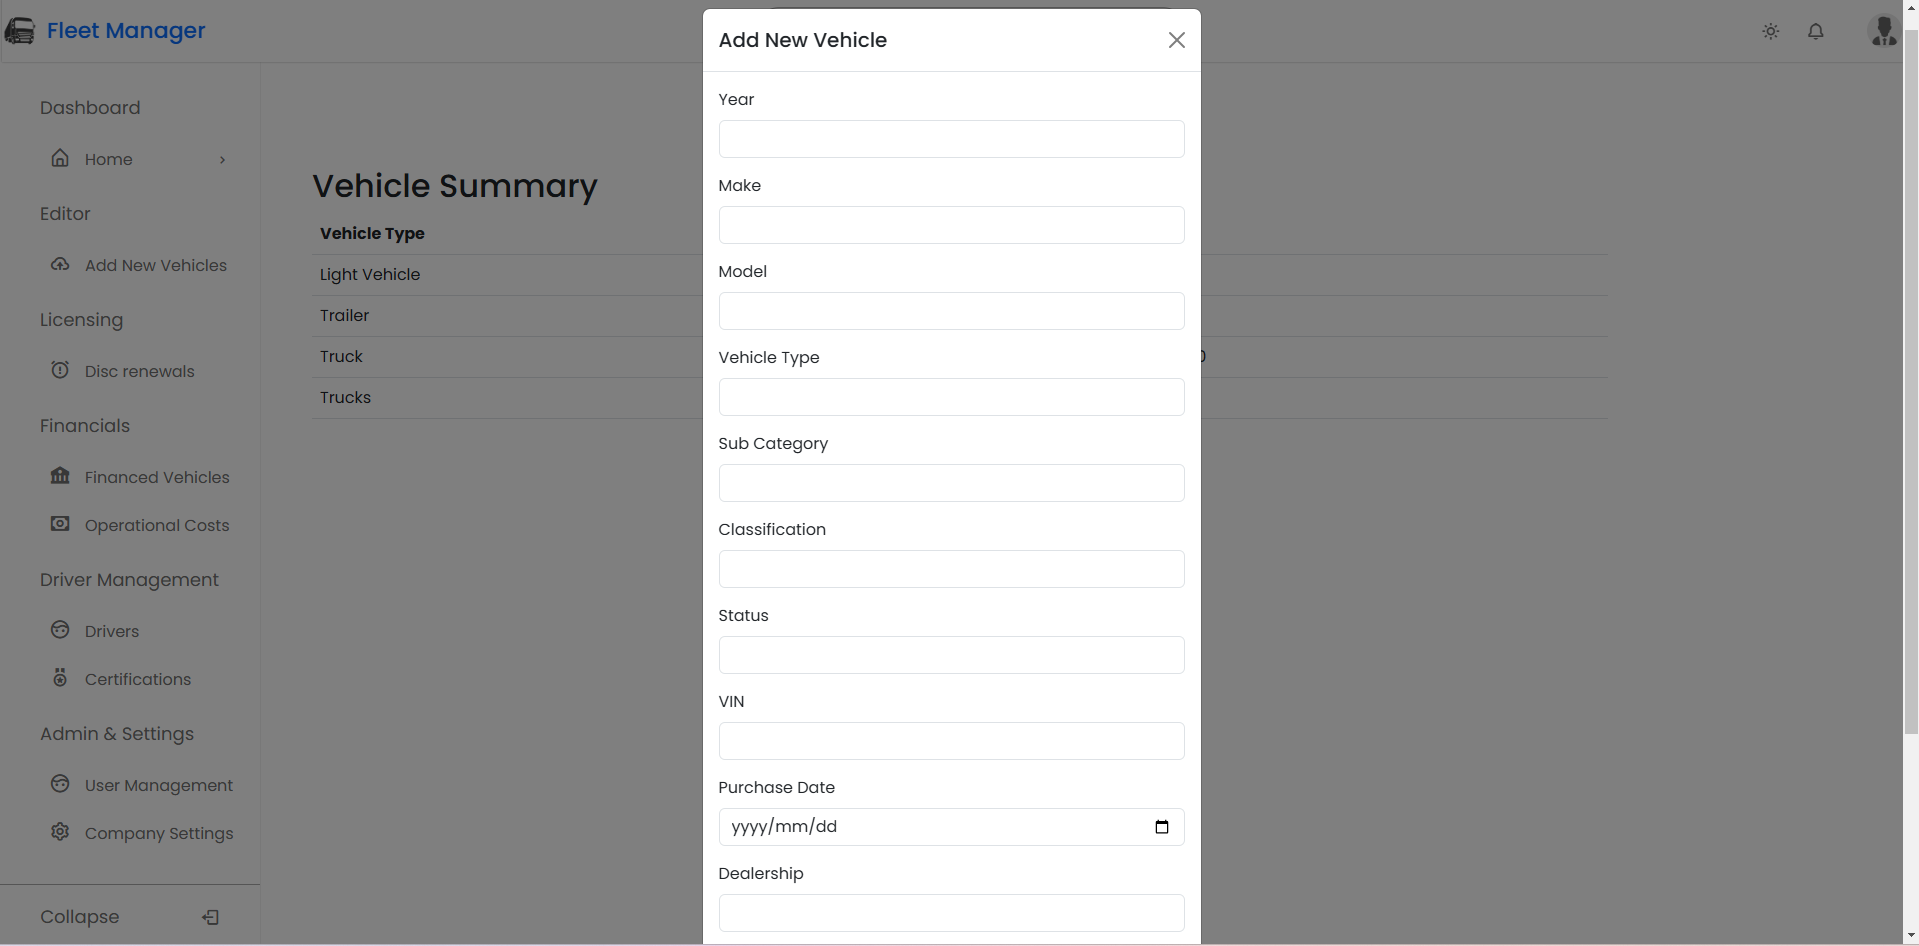 Fleet Manager
Add New Vehicle
Dashboard
Home
Editor
Add New Vehicles
Licensing
Disc renewals
Financials
Financed Vehicles
Operational Costs
Driver Management
Drivers
Certifications
Admin & Settings
User Management
Company Settings
Collapse
Vehicle Summary
Vehicle Type
Light Vehicle
Trailer
Truck
Trucks
Year
Make
Model
Vehicle Type
Sub Category
Classification
Status
VIN
Purchase Date
yyyy/mm/dd
Dealership